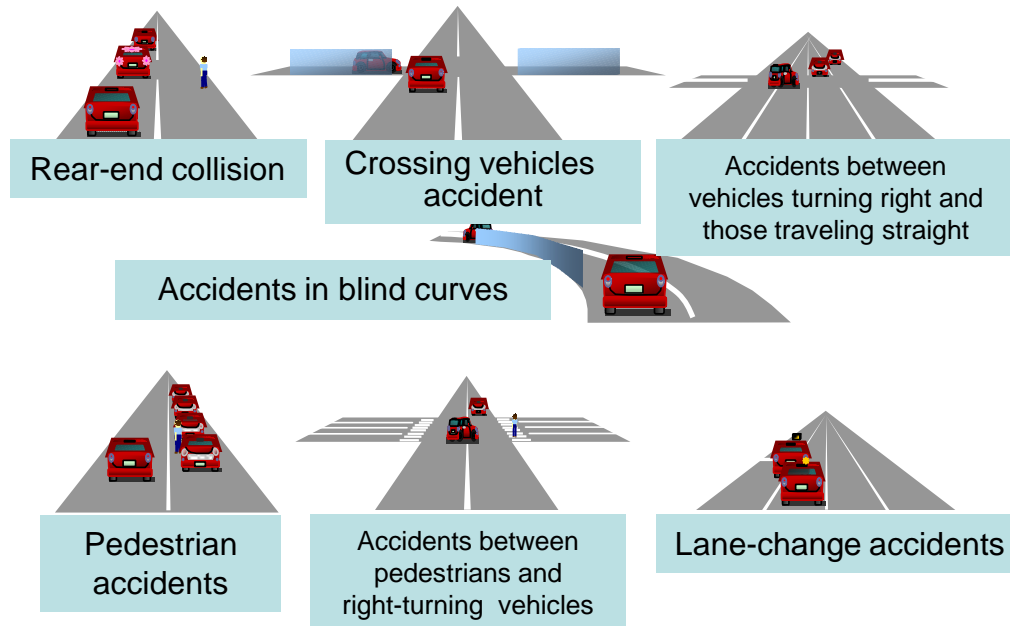 Rear-end collision
Crossing vehicles
accident
Accidents between
vehicles turning right and
those traveling straight
Accidents in blind curves
Pedestrian
accidents
Accidents between
pedestrians and
right-turning vehicles
Lane-change accidents